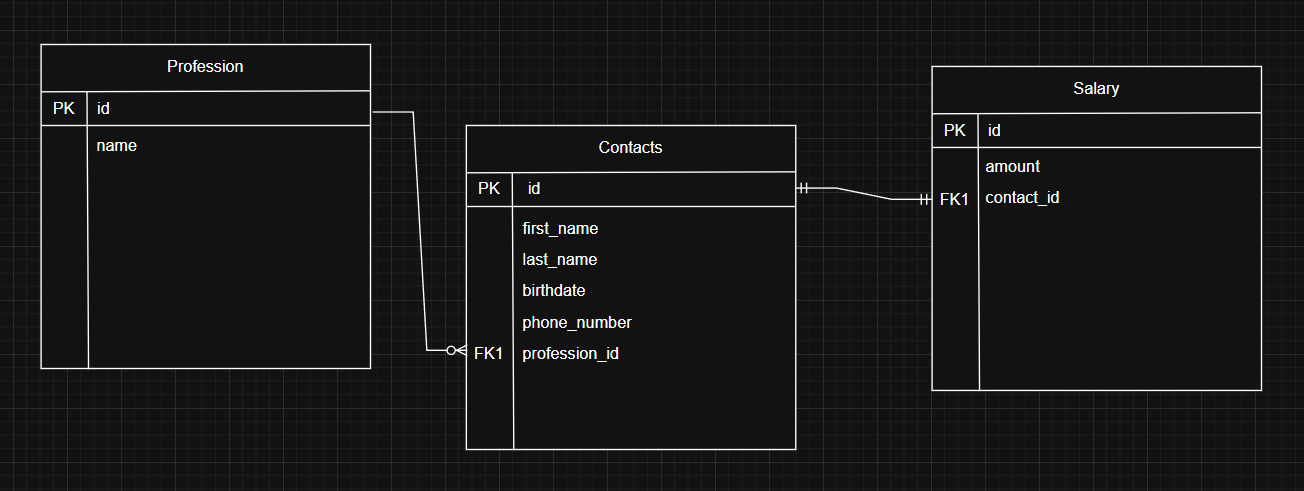 Profession
PK id
name
Contacts
PK id
first_name
last_name
birthdate
phone_number
FK1 profession_id
Salary
PK id
amount
FK1 contact_id